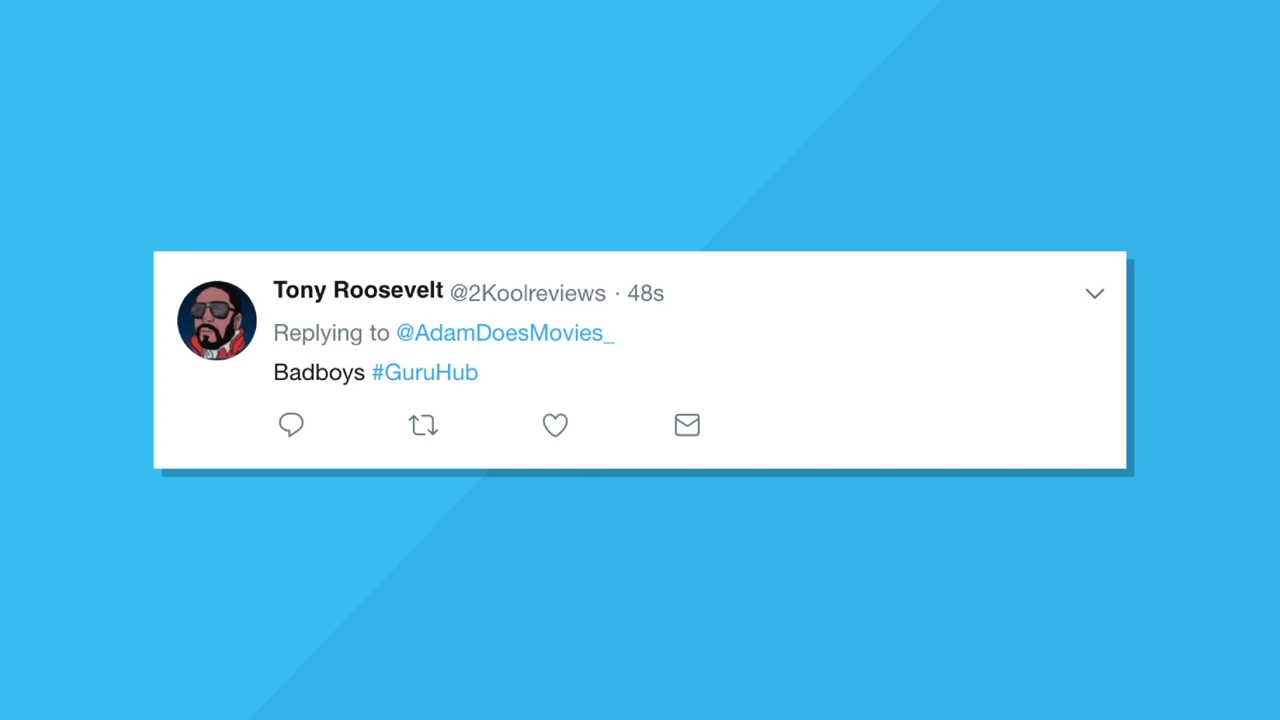 Tony Roosevelt @2Koolreviews · 48s
Replying to @AdamDoesMovies_
Badboys #GuruHub